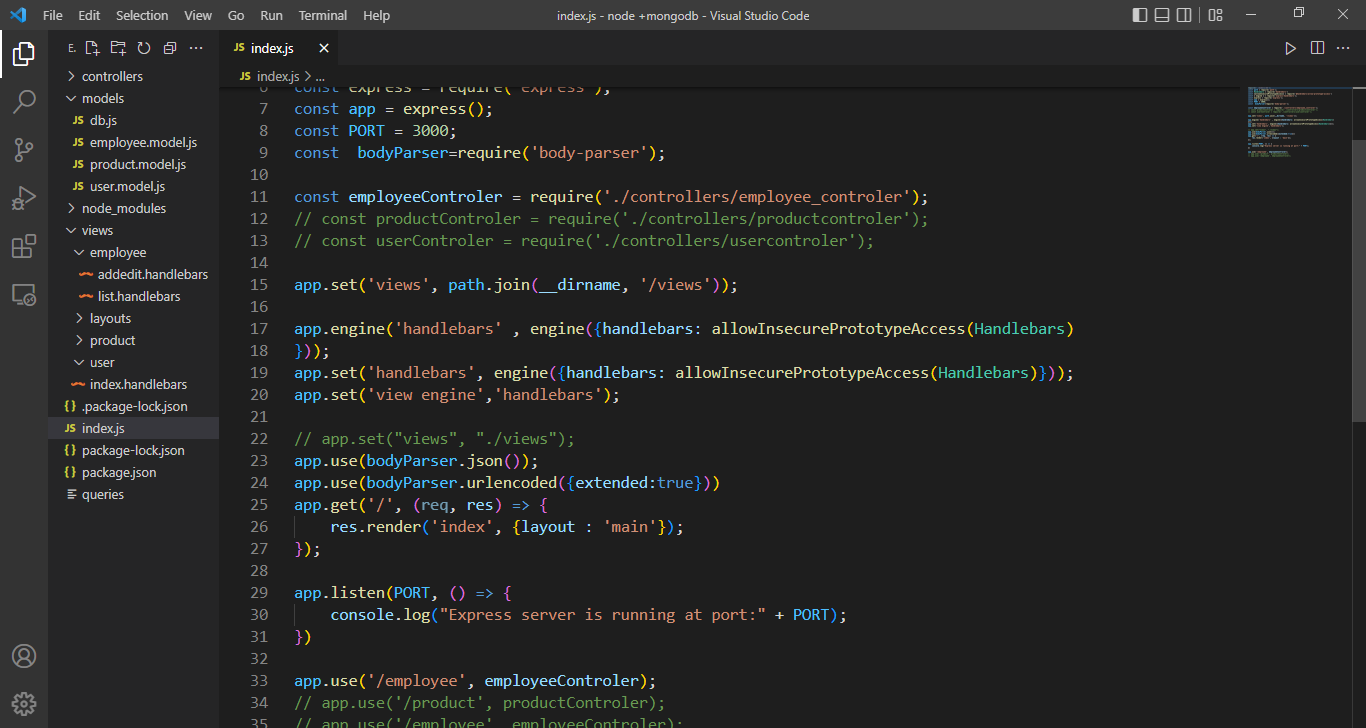 File Edit Selection View Go Run Terminal Help
index.js - node +mongodb - Visual Studio Code
E.
controllers
models
JS db.js
JS employee.model.js
JS product.model.js
JS user.model.js
node_modules
views
employee
addedit.handlebars
list.handlebars
layouts
product
user
index.handlebars
{} .package-lock.json
JS index.js
{} package-lock.json
{} package.json
queries
JS index.js
JS index.js > ...
6 const express = require('express');
7 const app = express();
8 const PORT = 3000;
9 const  bodyParser=require('body-parser');
10
11 const employeeControler = require('./controllers/employee_controler');
12 // const productControler = require('./controllers/productcontroler');
13 // const userControler = require('./controllers/usercontroler');
14
15 app.set('views', path.join(__dirname, '/views'));
16
17 app.engine('handlebars' , engine({handlebars: allowInsecurePrototypeAccess(Handlebars)
18 }));
19 app.set('handlebars', engine({handlebars: allowInsecurePrototypeAccess(Handlebars)}));
20 app.set('view engine','handlebars');
21
22 // app.set("views", "./views");
23 app.use(bodyParser.json());
24 app.use(bodyParser.urlencoded({extended:true}))
25 app.get('/', (req, res) => {
26 res.render('index', {layout : 'main'});
27 });
28
29 app.listen(PORT, () => {
30 console.log("Express server is running at port:" + PORT);
31 })
32
33 app.use('/employee', employeeControler);
34 // app.use('/product', productControler);
35 // app.use('/employee', employeeControler);